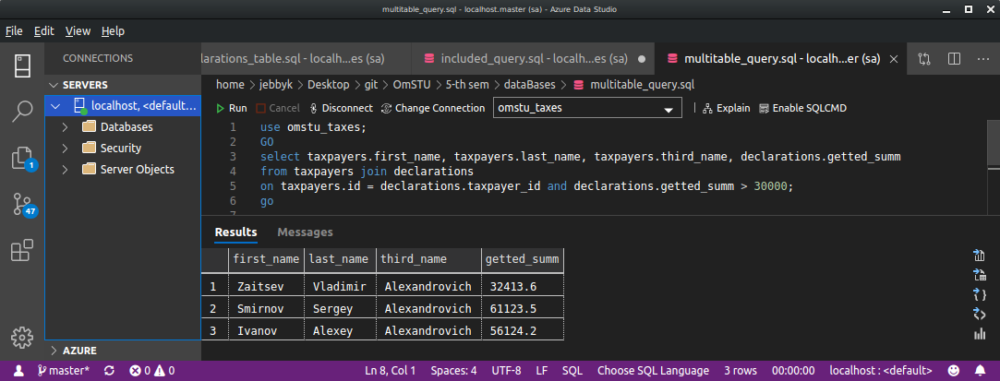 multitable_query.sql - localhost.master (sa) - Azure Data Studio
File Edit View Help
CONNECTIONS
larations_table.sql - localh...es (sa)
included_query.sql - localh...es (sa)
multitable_query.sql - localh...er (sa)
SERVERS
localhost, <default...
Databases
Security
Server Objects
AZURE
1
47
home > jebbyk > Desktop > git > OmSTU > 5-th sem > dataBases > multitable_query.sql
Run Cancel Disconnect Change Connection omstu_taxes Explain Enable SQLCMD
1 use omstu_taxes;
2 GO
3 select taxpayers.first_name, taxpayers.last_name, taxpayers.third_name, declarations.getted_summ
4 from taxpayers join declarations
5 on taxpayers.id = declarations.taxpayer_id and declarations.getted_summ > 30000;
6 go
7
Results Messages
first_name last_name third_name getted_summ
1 Zaitsev Vladimir Alexandrovich 32413.6
2 Smirnov Sergey Alexandrovich 61123.5
3 Ivanov Alexey Alexandrovich 56124.2
master* 0 0 Ln 8, Col 1 Spaces: 4 UTF-8 LF SQL Choose SQL Language 3 rows 00:00:00 localhost : <default>